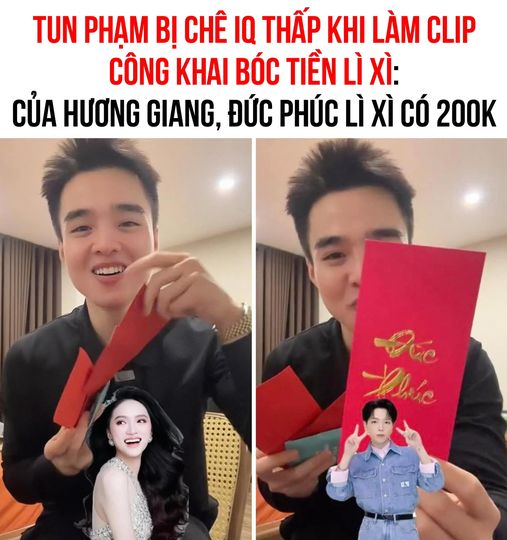 TUN PHẠM BỊ CHÊ IQ THẤP KHI LÀM CLIP
CÔNG KHAI BÓC TIỀN LÌ XÌ:
CỦA HƯƠNG GIANG, ĐỨC PHÚC LÌ XÌ CÓ 200K
Đức
Phúc